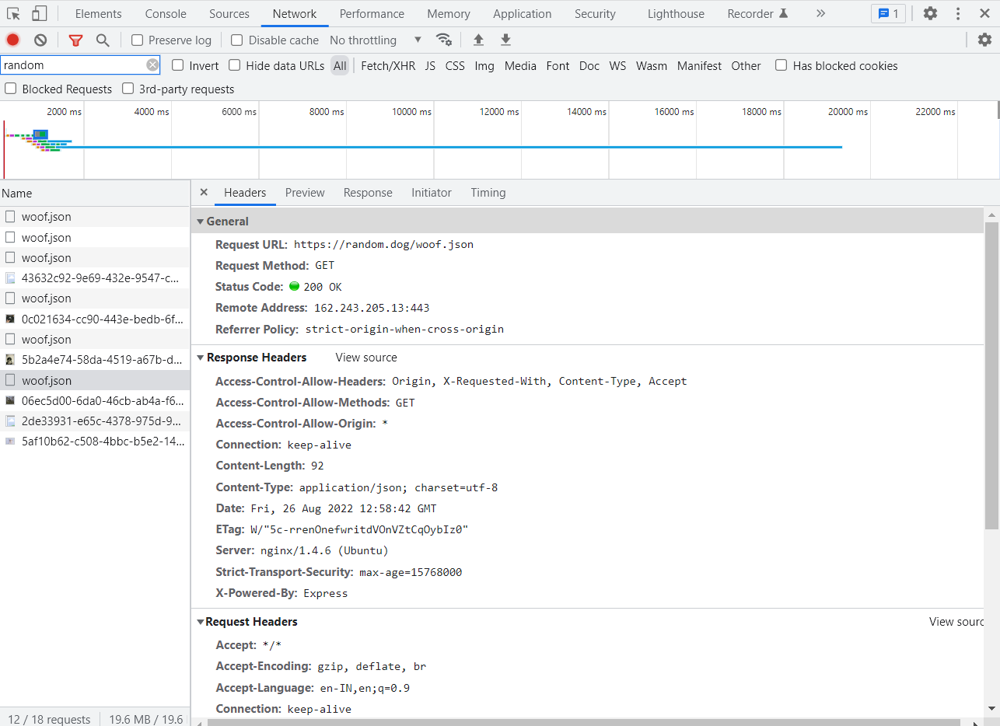 Elements Console Sources Network Performance Memory Application Security Lighthouse Recorder 1
Preserve log Disable cache No throttling
random Invert Hide data URLs All Fetch/XHR JS CSS Img Media Font Doc WS Wasm Manifest Other Has blocked cookies
Blocked Requests 3rd-party requests
2000 ms 4000 ms 6000 ms 8000 ms 10000 ms 12000 ms 14000 ms 16000 ms 18000 ms 20000 ms 22000 ms
Name
woof.json
woof.json
woof.json
43632c92-9e69-432e-9547-c...
woof.json
0c021634-cc90-443e-bedb-6f...
woof.json
5b2a4e74-58da-4519-a67b-d...
woof.json
06ec5d00-6da0-46cb-ab4a-f6...
2de33931-e65c-4378-975d-9...
5af10b62-c508-4bbc-b5e2-14...
12 / 18 requests 19.6 MB / 19.6
Headers Preview Response Initiator Timing
General
Request URL: https://random.dog/woof.json
Request Method: GET
Status Code: 200 OK
Remote Address: 162.243.205.13:443
Referrer Policy: strict-origin-when-cross-origin
Response Headers View source
Access-Control-Allow-Headers: Origin, X-Requested-With, Content-Type, Accept
Access-Control-Allow-Methods: GET
Access-Control-Allow-Origin: *
Connection: keep-alive
Content-Length: 92
Content-Type: application/json; charset=utf-8
Date: Fri, 26 Aug 2022 12:58:42 GMT
ETag: W/"5c-rrenOnefwritdVOnVZtCqOybIz0"
Server: nginx/1.4.6 (Ubuntu)
Strict-Transport-Security: max-age=15768000
X-Powered-By: Express
Request Headers View sourc
Accept: */*
Accept-Encoding: gzip, deflate, br
Accept-Language: en-IN,en;q=0.9
Connection: keep-alive